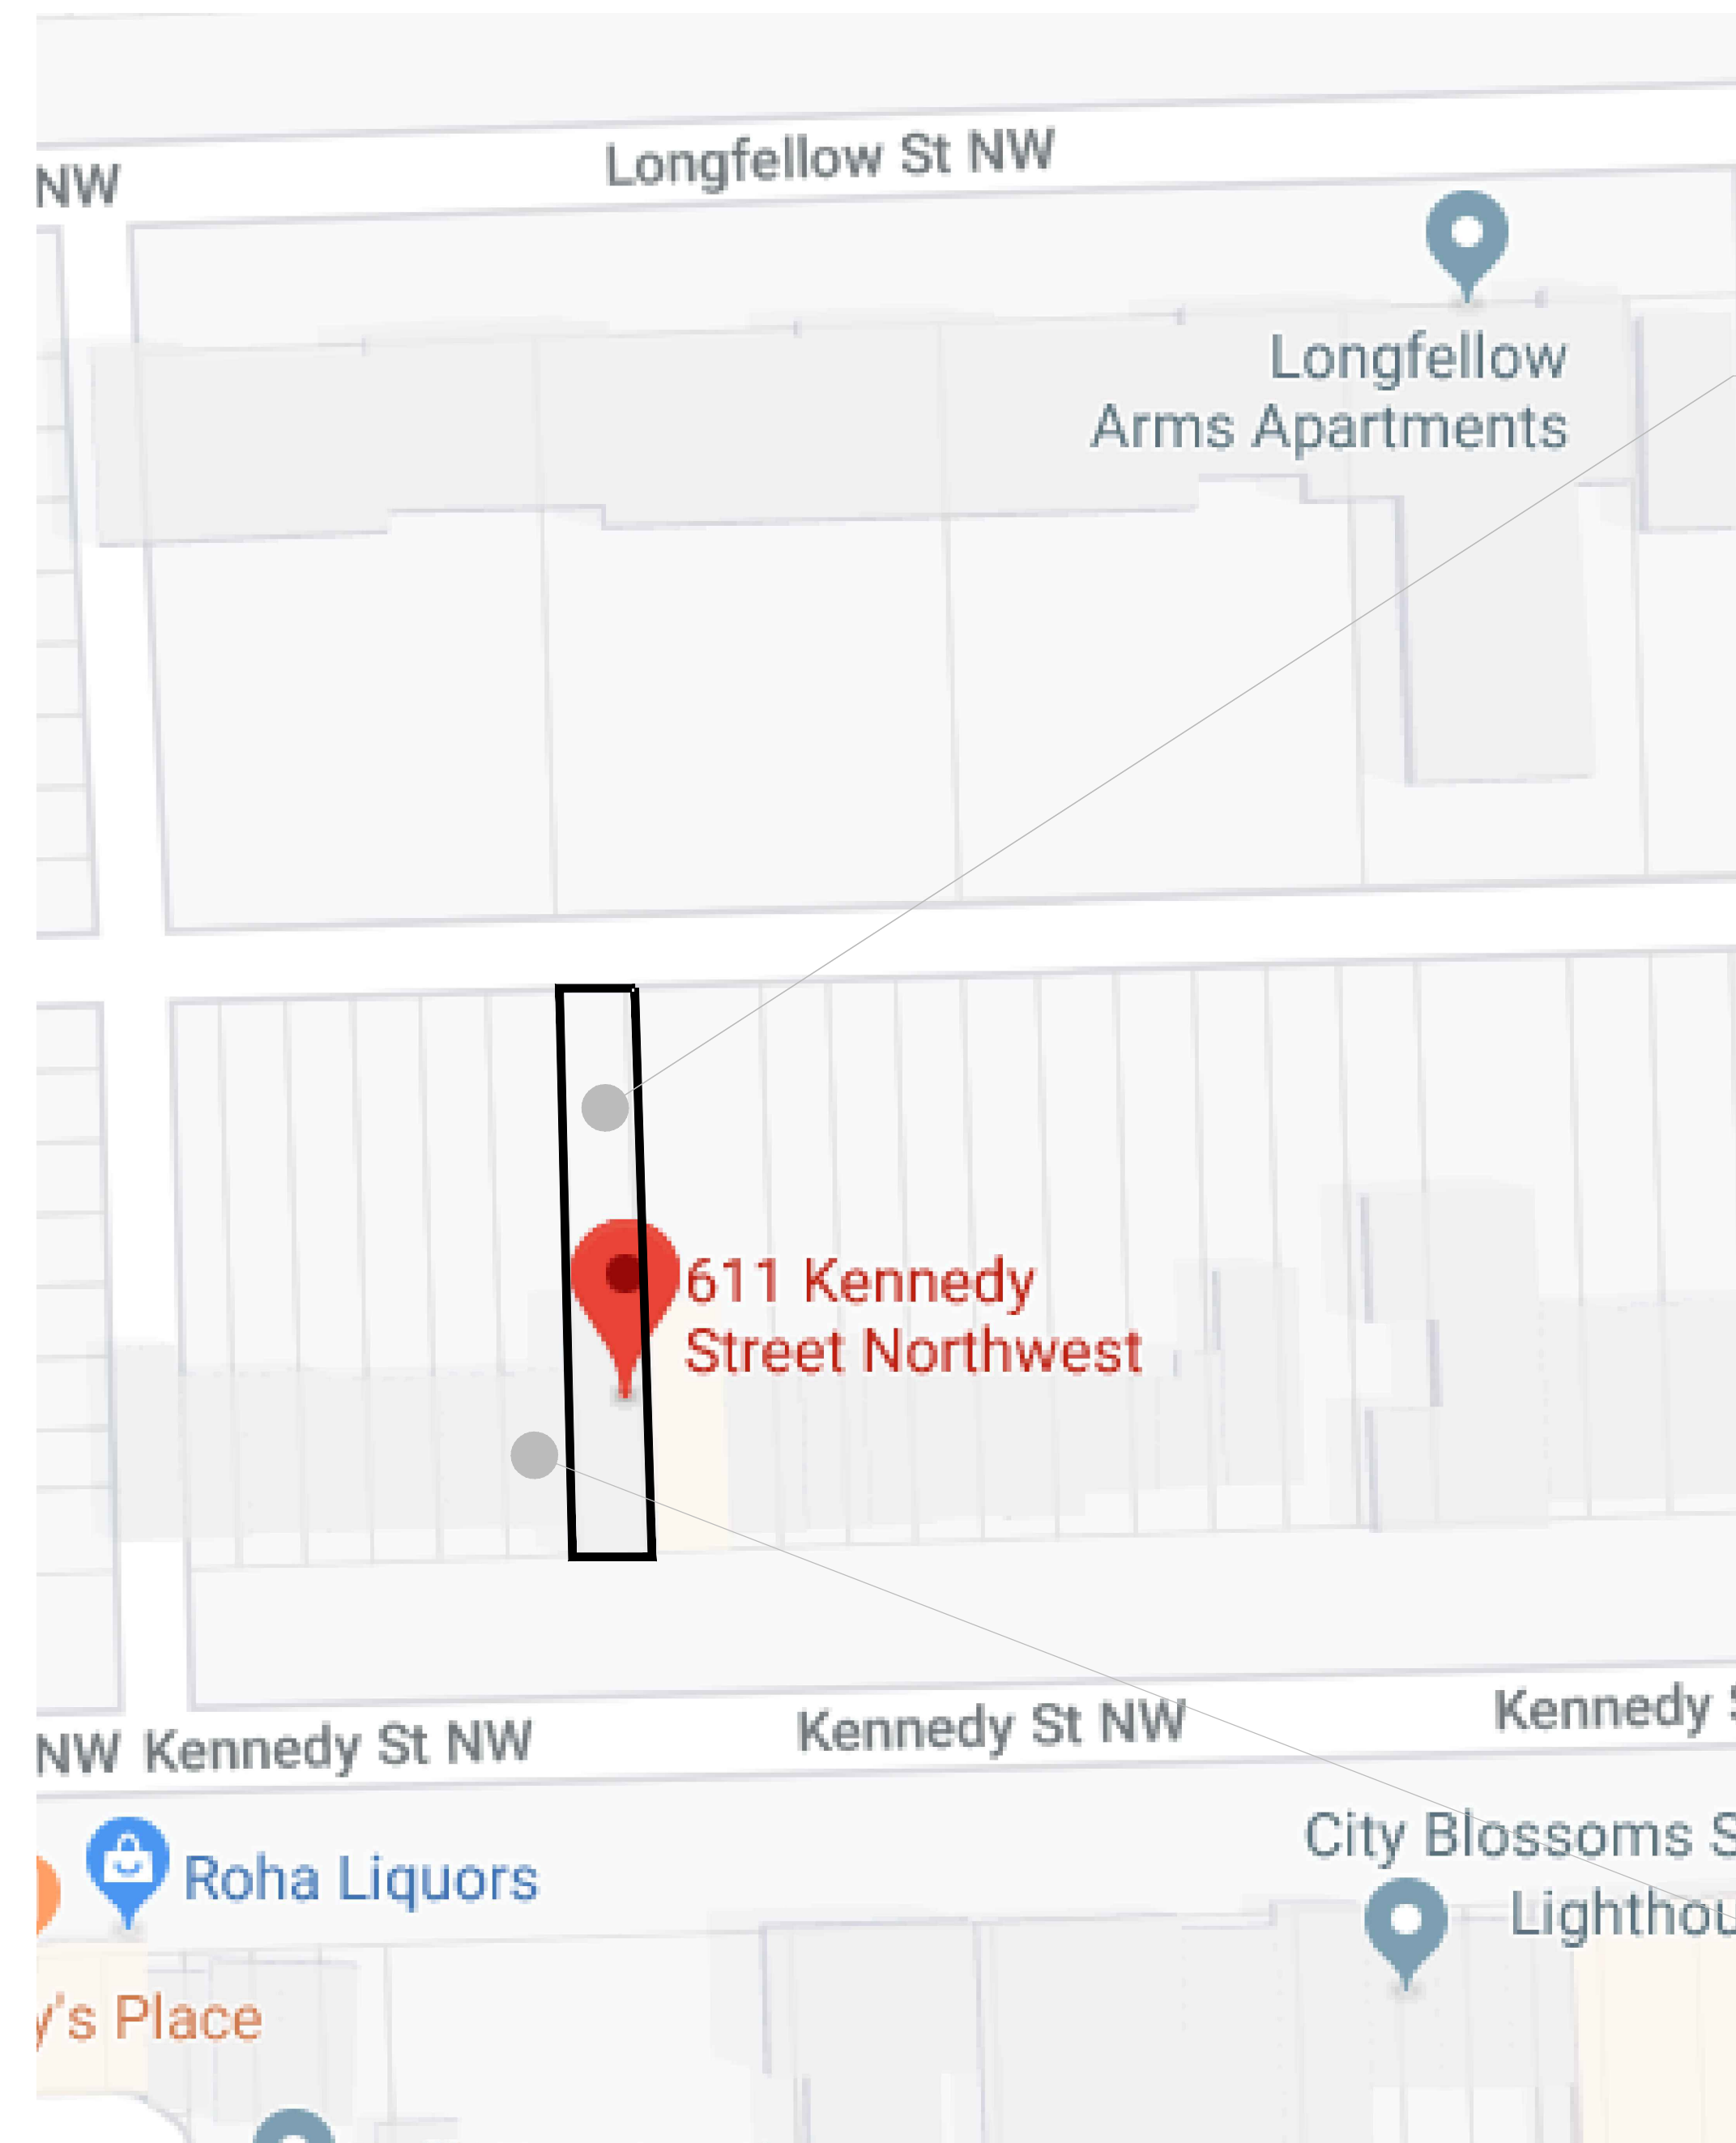 Longfellow St NW
NW
Longfellow
Arms Apartments
611 Kennedy
Street Northwest
Kennedy St NW
Kennedy St NW
Kennedy
NW
City Blossoms S
Roha Liquors
Lighthou
y's Place